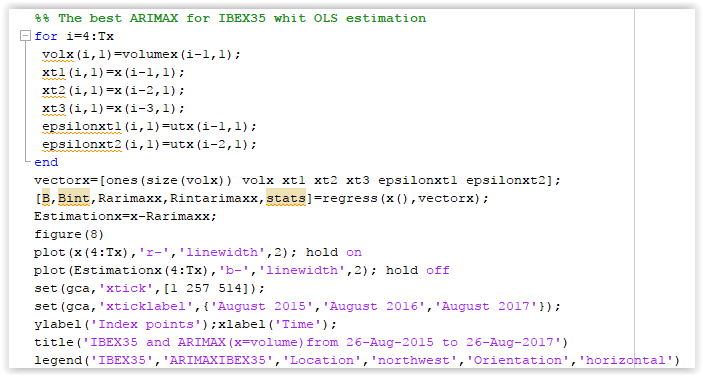 %% The best ARIMAX for IBEX35 whit OLS estimation
for i=4:Tx
volx(i,1)=volumex(i-1,1);
xt1(i,1)=x(i-1,1);
xt2(i,1)=x(i-2,1);
xt3(i,1)=x(i-3,1);
epsilonxt1(i,1)=utx(i-1,1);
epsilonxt2(i,1)=utx(i-2,1);
end
vectorx=[ones(size(volx)) volx xt1 xt2 xt3 epsilonxt1 epsilonxt2];
[B,Bint,Rarimaxx,Rintarimaxx,stats]=regress(x(),vectorx);
Estimationx=x-Rarimaxx;
figure(8)
plot(x(4:Tx),'r-','linewidth',2); hold on
plot(Estimationx(4:Tx),'b-','linewidth',2); hold off
set(gca,'xtick',[1 257 514]);
set(gca,'xticklabel',{'August 2015','August 2016','August 2017'});
ylabel('Index points');xlabel('Time');
title('IBEX35 and ARIMAX(x=volume)from 26-Aug-2015 to 26-Aug-2017')
legend('IBEX35','ARIMAXIBEX35','Location','northwest','Orientation','horizontal')